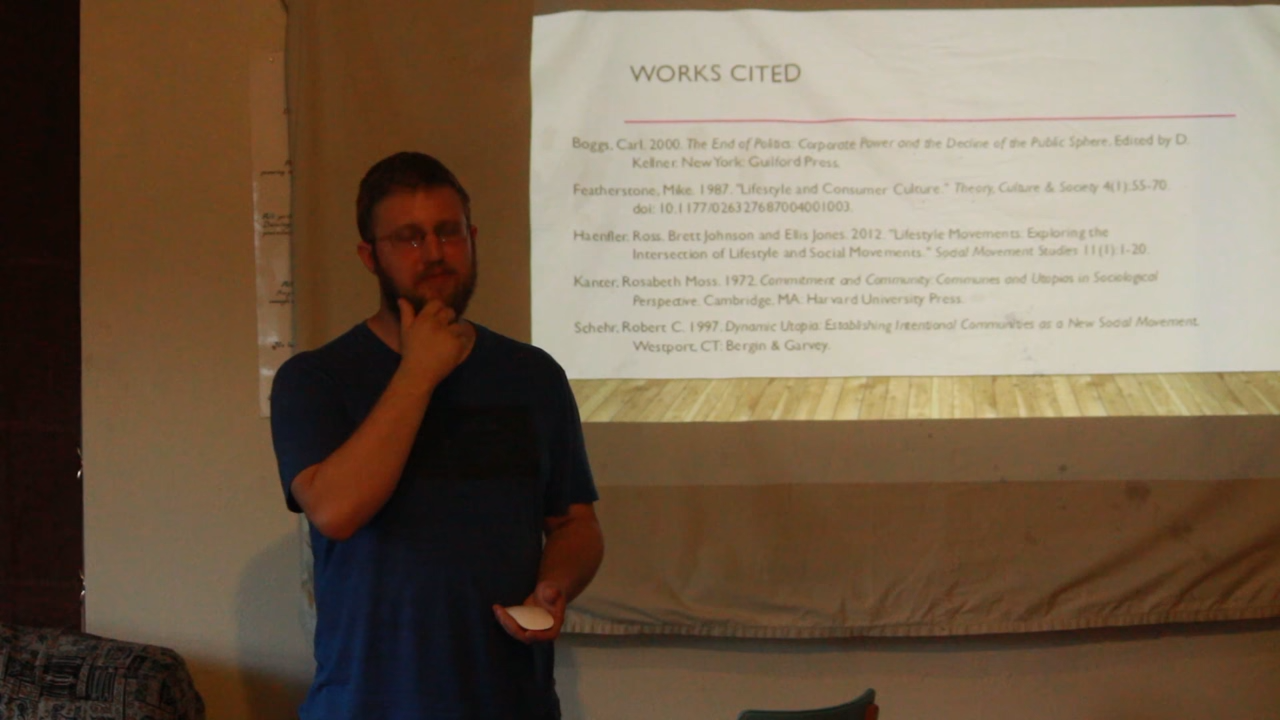 WORKS CITED
Boggs, Carl. 2000. The End of Politics: Corporate Power and the Decline of the Public Sphere. Edited by D.
Kellner. New York: Guilford Press.
Featherstone, Mike. 1987. "Lifestyle and Consumer Culture." Theory, Culture & Society 4(1):55-70.
doi: 10.1177/026327687004001003.
Haenfler, Ross, Brett Johnson and Ellis Jones. 2012. "Lifestyle Movements: Exploring the
Intersection of Lifestyle and Social Movements." Social Movement Studies 11(1):1-20.
Kanter, Rosabeth Moss. 1972. Commitment and Community: Communes and Utopias in Sociological
Perspective. Cambridge, MA: Harvard University Press.
Schehr, Robert C. 1997. Dynamic Utopia: Establishing Intentional Communities as a New Social Movement.
Westport, CT: Bergin & Garvey.